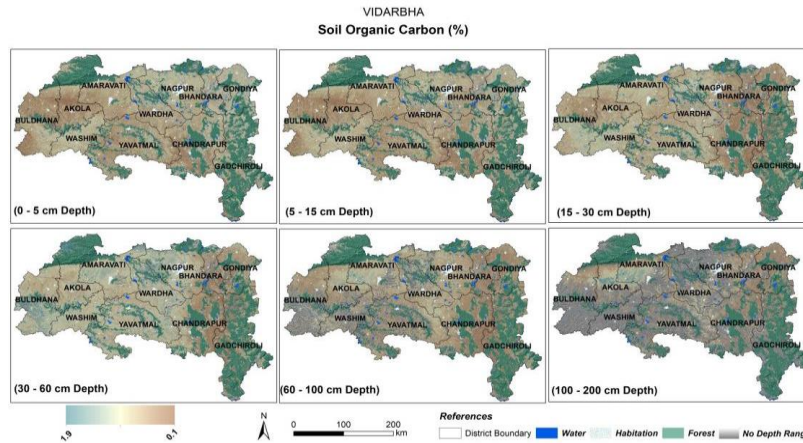 VIDARBHA
Soil Organic Carbon (%)
AMARAVATI
NAGPUR
GONDIYA
BHANDARA
AKOLA
WARDHA
BULDHANA
WASHIM
YAVATMAL
CHANDRAPUR
GADCHIROLI
(0 - 5 cm Depth)
AMARAVATI
NAGPUR
GONDIYA
BHANDARA
AKOLA
WARDHA
BULDHANA
WASHIM
YAVATMAL
CHANDRAPUR
GADCHIROLI
(5 - 15 cm Depth)
AMARAVATI
NAGPUR
GONDIYA
BHANDARA
AKOLA
WARDHA
BULDHANA
WASHIM
YAVATMAL
CHANDRAPUR
GADCHIROLI
(15 - 30 cm Depth)
AMARAVATI
NAGPUR
GONDIYA
BHANDARA
AKOLA
WARDHA
BULDHANA
WASHIM
YAVATMAL
CHANDRAPUR
GADCHIROLI
(30 - 60 cm Depth)
AMARAVATI
NAGPUR
GONDIYA
BHANDARA
AKOLA
WARDHA
BULDHANA
WASHIM
YAVATMAL
CHANDRAPUR
GADCHIROLI
(60 - 100 cm Depth)
AMARAVATI
NAGPUR
GONDIYA
BHANDARA
AKOLA
WARDHA
BULDHANA
WASHIM
YAVATMAL
CHANDRAPUR
GADCHIROLI
(100 - 200 cm Depth)
1.9
0.1
N
0 100 200
km
References
District Boundary Water Habitation Forest No Depth Range